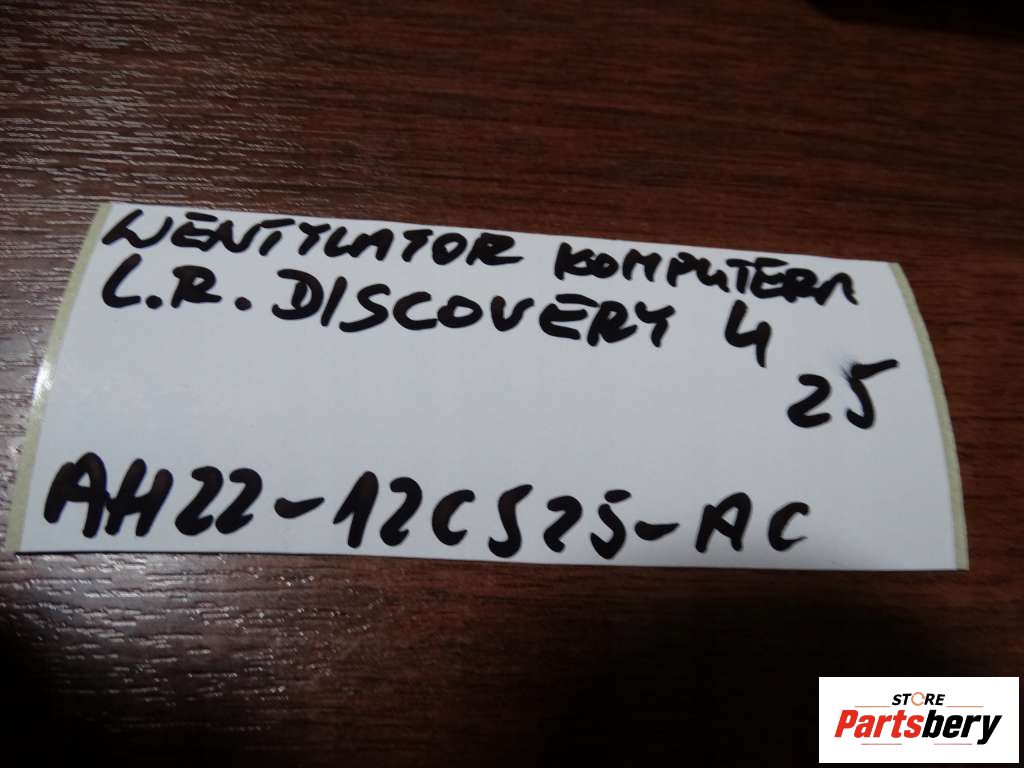 WENTYLATOR KOMPUTERA
L.R. DISCOVERY 4
25
AH22-12C525-AC
STORE
Partsbery